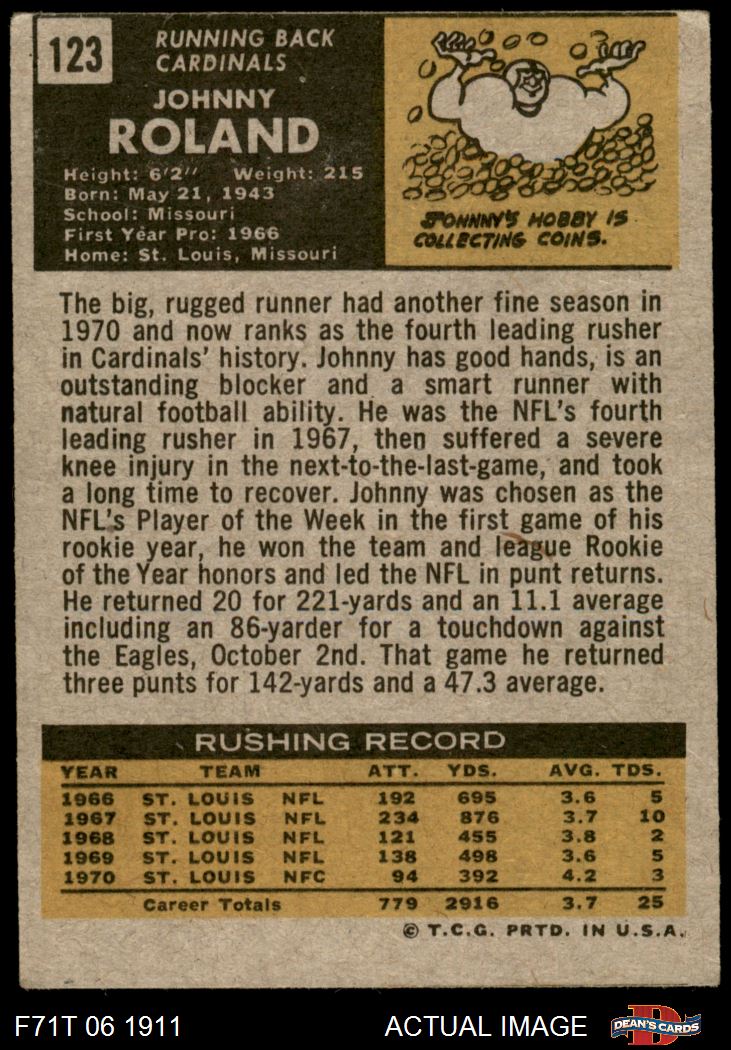 123
RUNNING BACK
CARDINALS
JOHNNY
ROLAND
Height: 6'2" Weight: 215
Born: May 21, 1943
School: Missouri
First Year Pro: 1966
Home: St. Louis, Missouri
JOHNNY'S HOBBY IS
COLLECTING COINS.
The big, rugged runner had another fine season in
1970 and now ranks as the fourth leading rusher
in Cardinals' history. Johnny has good hands, is an
outstanding blocker and a smart runner with
natural football ability. He was the NFL's fourth
leading rusher in 1967, then suffered a severe
knee injury in the next-to-the-last-game, and took
a long time to recover. Johnny was chosen as the
NFL's Player of the Week in the first game of his
rookie year, he won the team and league Rookie
of the Year honors and led the NFL in punt returns.
He returned 20 for 221-yards and an 11.1 average
including an 86-yarder for a touchdown against
the Eagles, October 2nd. That game he returned
three punts for 142-yards and a 47.3 average.
RUSHING RECORD
YEAR TEAM ATT. YDS. AVG. TDS.
1966 ST. LOUIS NFL 192 695 3.6 5
1967 ST. LOUIS NFL 234 876 3.7 10
1968 ST. LOUIS NFL 121 455 3.8 2
1969 ST. LOUIS NFL 138 498 3.6 5
1970 ST. LOUIS NFC 94 392 4.2 3
Career Totals 779 2916 3.7 25
© T.C.G. PRTD. IN U.S.A.
F71T 06 1911 ACTUAL IMAGE
D
DEAN'S CARDS